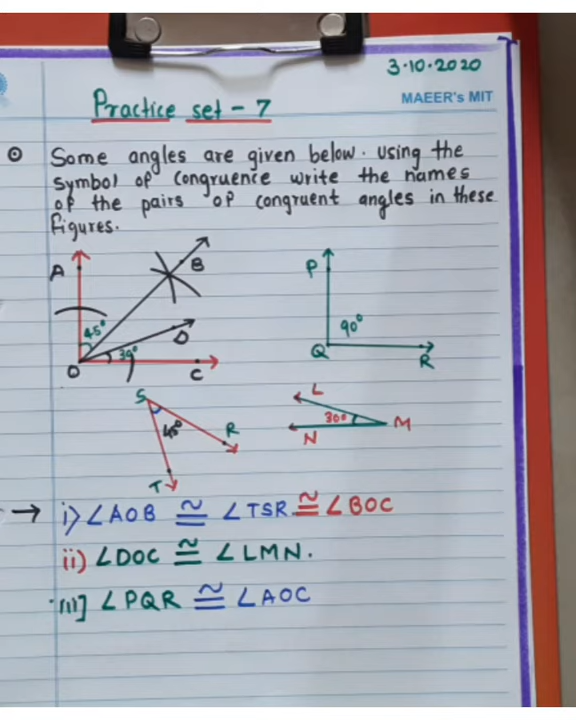 3.10.2020
MAEER's MIT
Practice set - 7
Some angles are given below. Using the
symbol of congruence write the names
of the pairs of congruent angles in these
figures.
A B P
45° D 90°
30°
O C Q R
S L
45° R 30° M
N
T
→ i) ∠AOB ≅ ∠TSR ≅ ∠BOC
ii) ∠DOC ≅ ∠LMN.
iii] ∠PQR ≅ ∠AOC